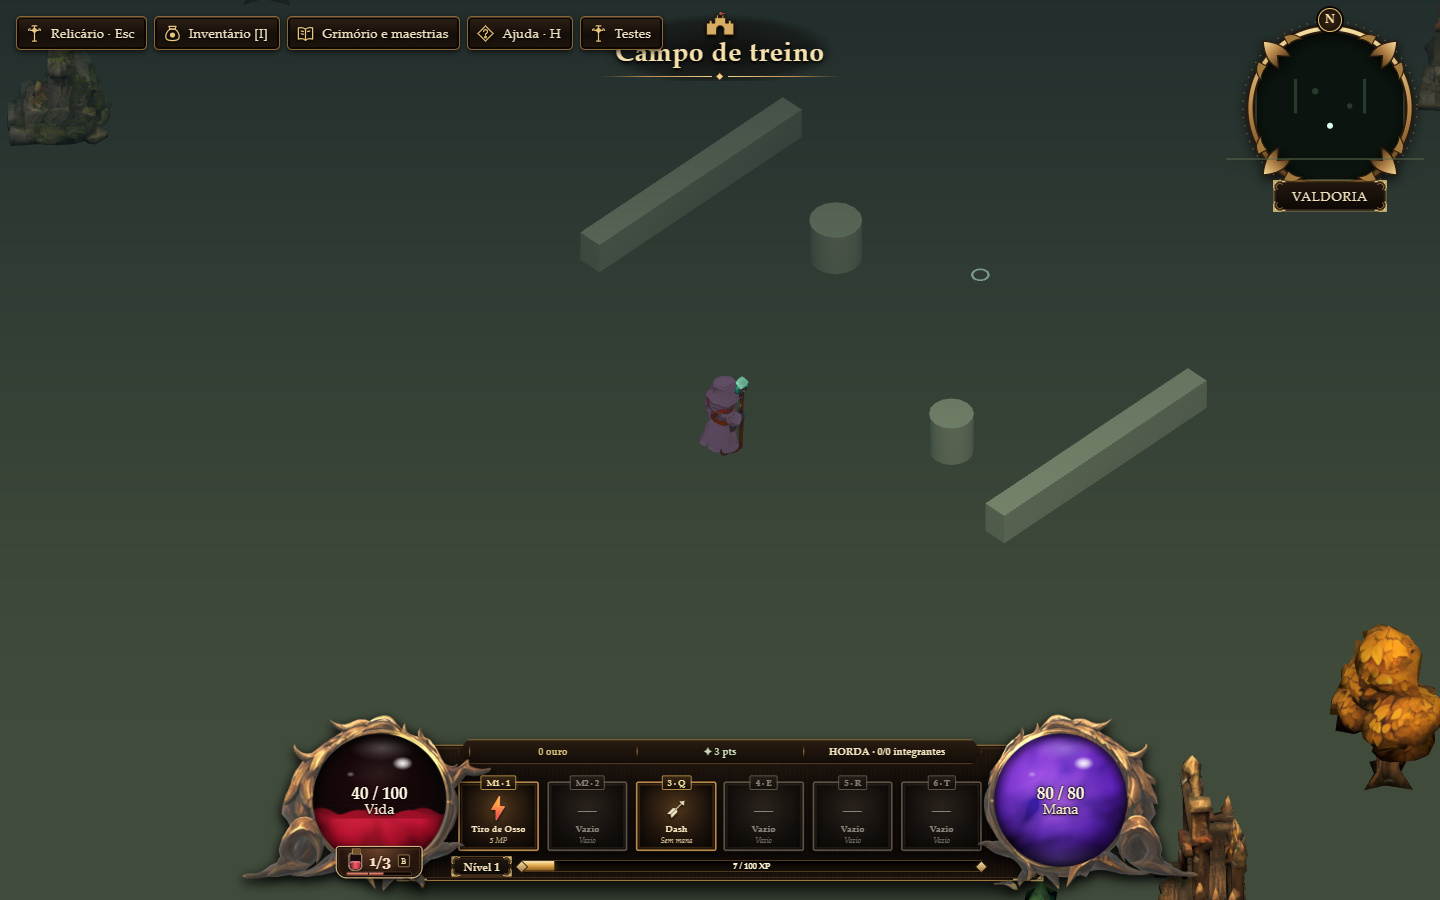 Relicário · Esc
Inventário [I]
Grimório e maestrias
Ajuda · H
Testes
Campo de treino
N
VALDORIA
0 ouro
3 pts
HORDA · 0/0 integrantes
40 / 100
Vida
M1 · 1
Tiro de Osso
5 MP
M2 · 2
Vazio
Vazio
3 · Q
Dash
Sem mana
4 · E
Vazio
Vazio
5 · R
Vazio
Vazio
6 · T
Vazio
Vazio
80 / 80
Mana
1/3 B
Nível 1
7 / 100 XP